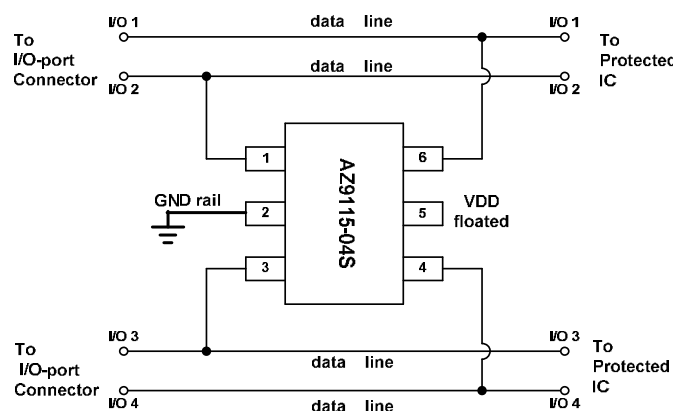 I/O 1
data line
I/O 1
To
I/O-port
Connector
To
Protected
IC
data line
I/O 2
I/O 2
1
6
AZ9115-04S
GND rail
2
5
VDD
floated
3
4
I/O 3
I/O 3
To
I/O-port
Connector
data line
To
Protected
IC
I/O 4
data line
I/O 4